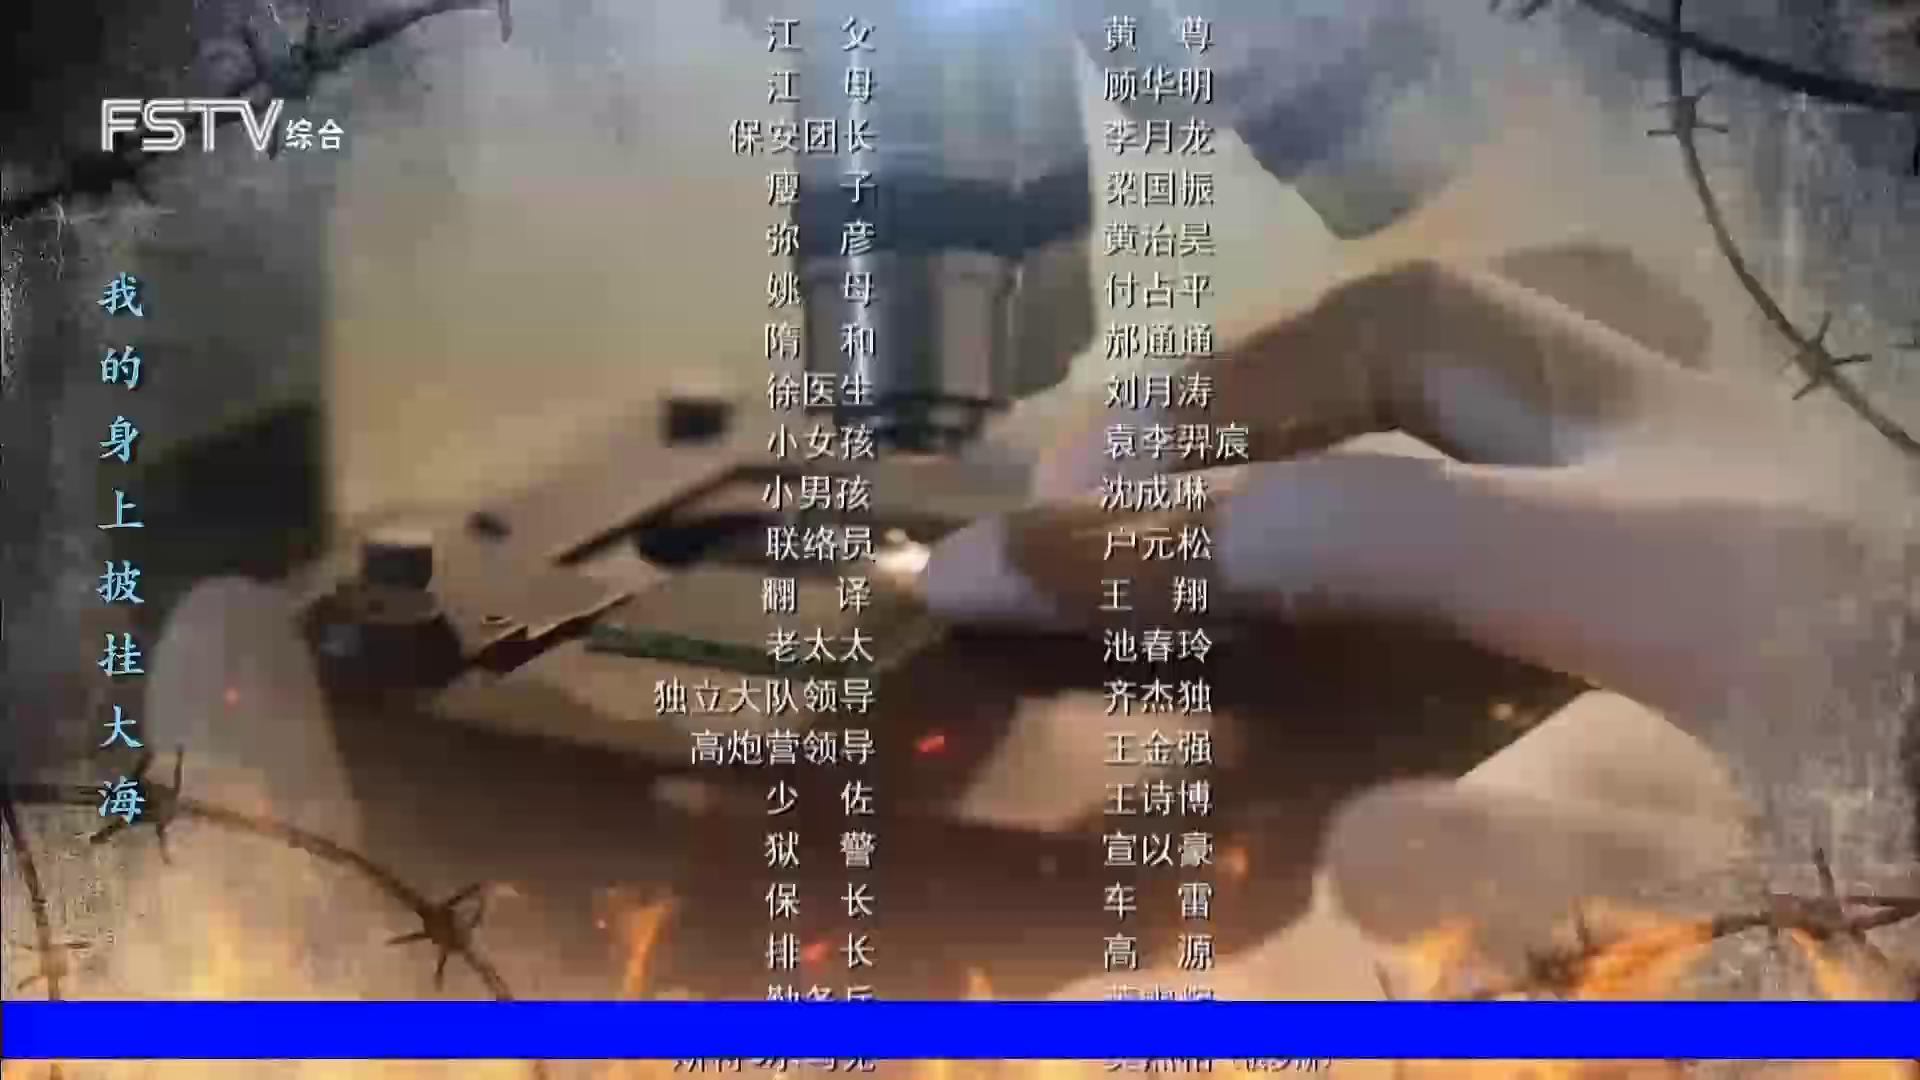 江 父 黄 尊
江 母 顾华明
FSTV综合
保安团长 李月龙
瘦 子 梁国振
弥 彦 黄治昊
姚 母 付占平
隋 和 郝通通
徐医生 刘月涛
小女孩 袁李羿宸
小男孩 沈成琳
联络员 户元松
翻 译 王 翔
老太太 池春玲
独立大队领导 齐杰独
高炮营领导 王金强
少 佐 王诗博
狱 警 宣以豪
保 长 车 雷
排 长 高 源
我的身上披挂大海